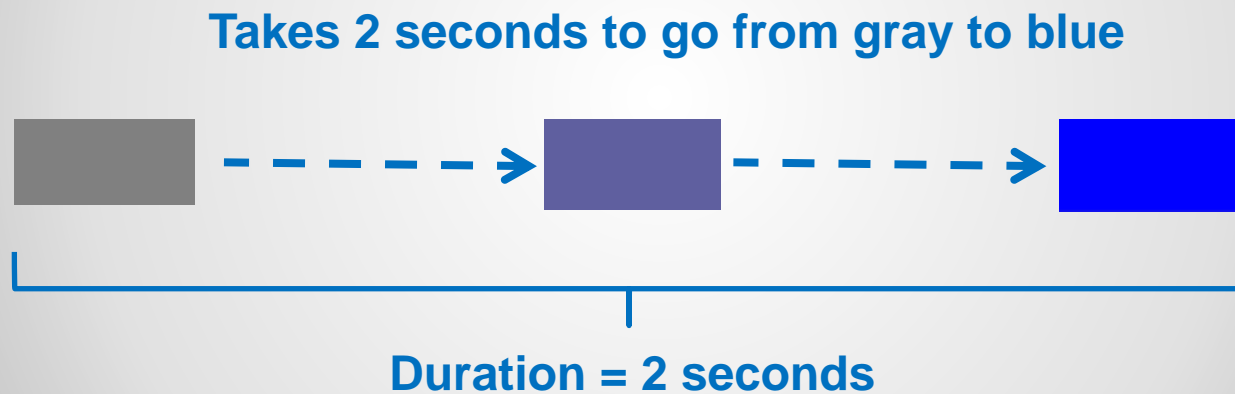 Takes 2 seconds to go from gray to blue
Duration = 2 seconds